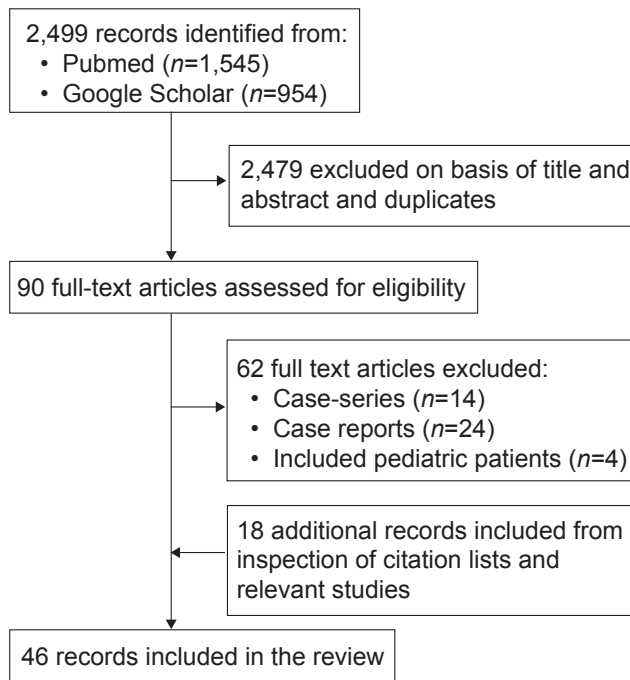 2,499 records identified from:
• Pubmed (n=1,545)
• Google Scholar (n=954)
2,479 excluded on basis of title and
abstract and duplicates
90 full-text articles assessed for eligibility
62 full text articles excluded:
• Case-series (n=14)
• Case reports (n=24)
• Included pediatric patients (n=4)
18 additional records included from
inspection of citation lists and
relevant studies
46 records included in the review